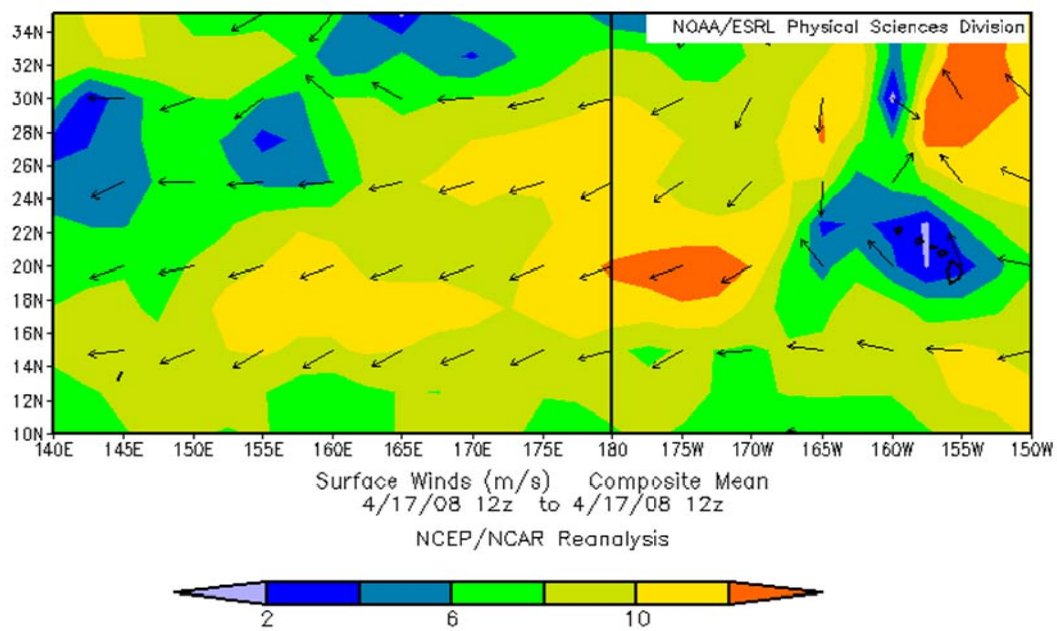 NOAA/ESRL Physical Sciences Division
34N
32N
30N
28N
26N
24N
22N
20N
18N
16N
14N
12N
10N
140E 145E 150E 155E 160E 165E 170E 175E 180 175W 170W 165W 160W 155W 150W
Surface Winds (m/s) Composite Mean
4/17/08 12z to 4/17/08 12z
NCEP/NCAR Reanalysis
2 6 10